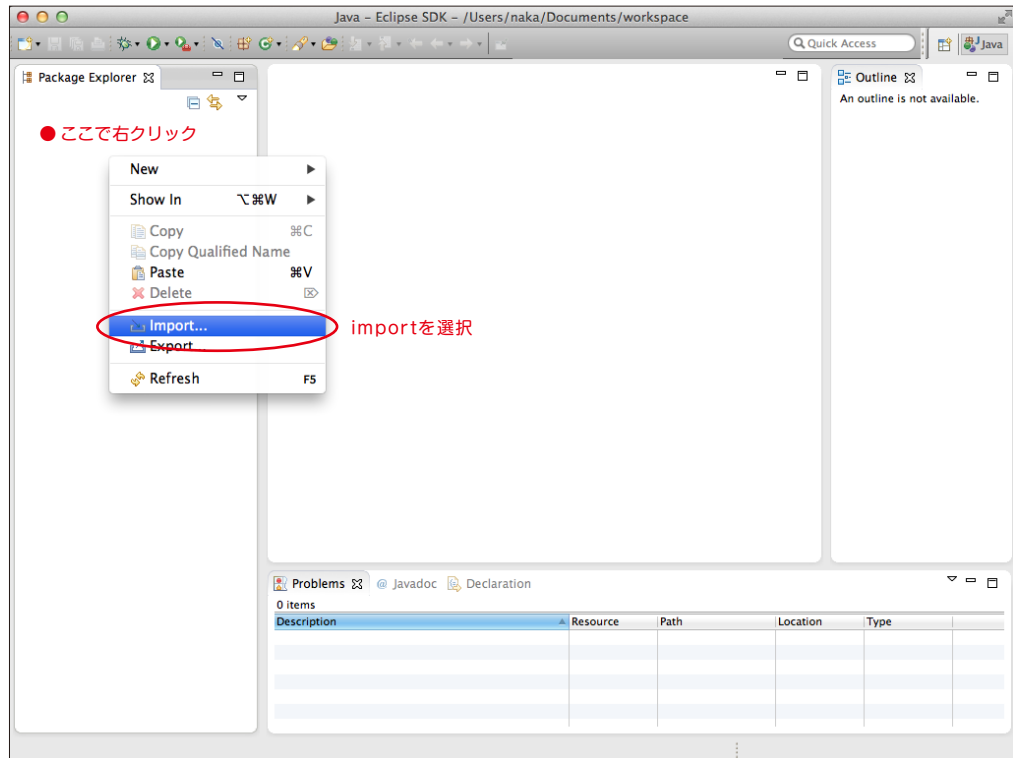 Java – Eclipse SDK – /Users/naka/Documents/workspace
Quick Access
Java
Package Explorer
Outline
An outline is not available.
●ここで右クリック
New
Show In ⌥⌘W
Copy ⌘C
Copy Qualified Name
Paste ⌘V
Delete ⌦
Import...
importを選択
Export...
Refresh F5
Problems @ Javadoc Declaration
0 items
Description Resource Path Location Type